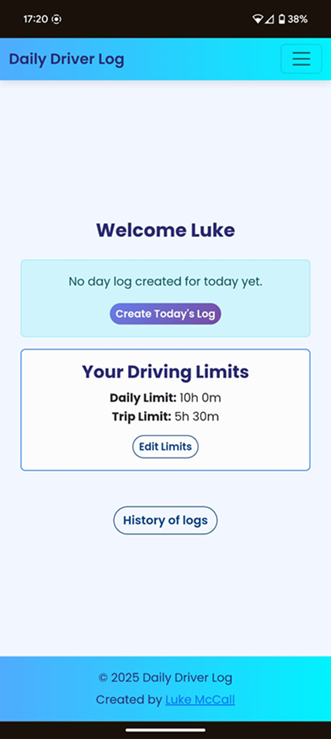 17:20
38%
Daily Driver Log
Welcome Luke
No day log created for today yet.
Create Today's Log
Your Driving Limits
Daily Limit: 10h 0m
Trip Limit: 5h 30m
Edit Limits
History of logs
© 2025 Daily Driver Log
Created by Luke McCall